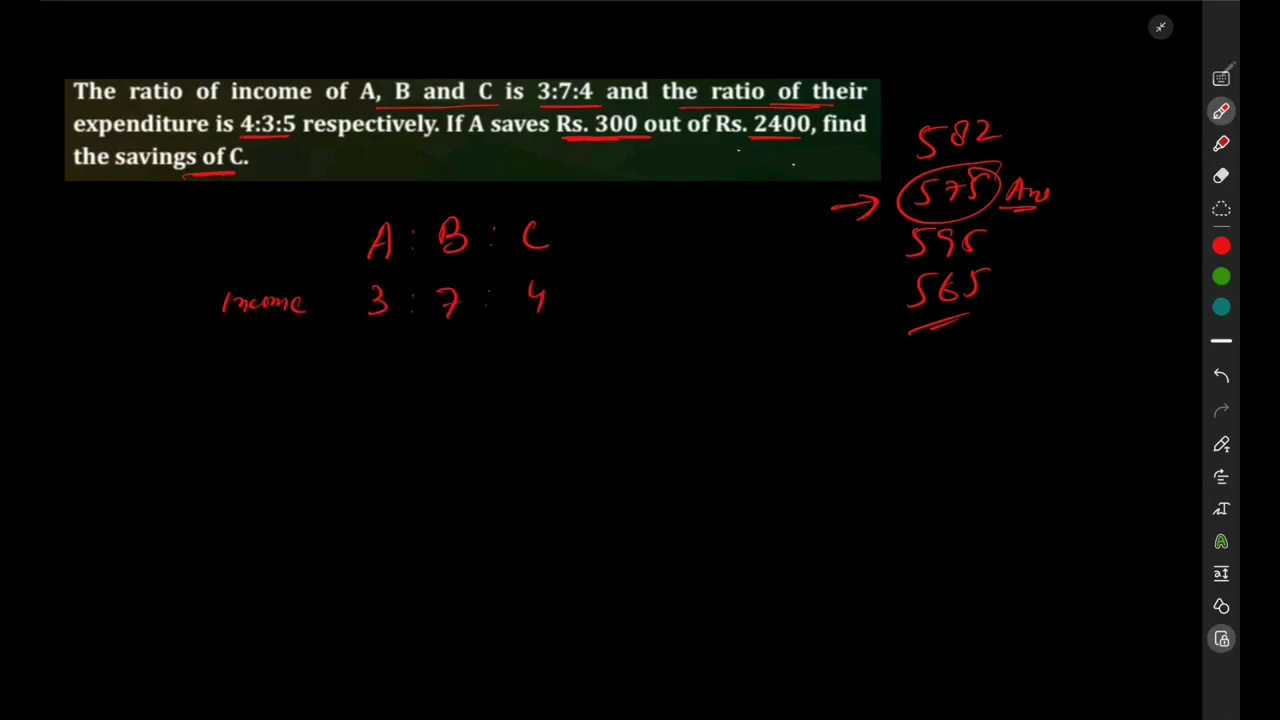 The ratio of income of A, B and C is 3:7:4 and the ratio of their
expenditure is 4:3:5 respectively. If A saves Rs. 300 out of Rs. 2400, find
the savings of C.
582
575 Ans
595
565
A : B : C
Income 3 : 7 : 4